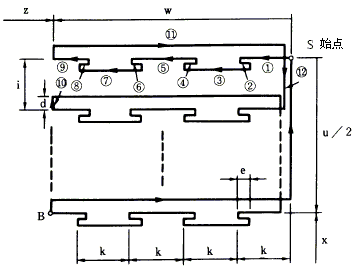 z
w
⑪
S 始点
⑨
⑦
⑤
③
①
i
⑩
⑧
⑥
④
②
⑫
d
u/2
e
B
x
k
k
k
k